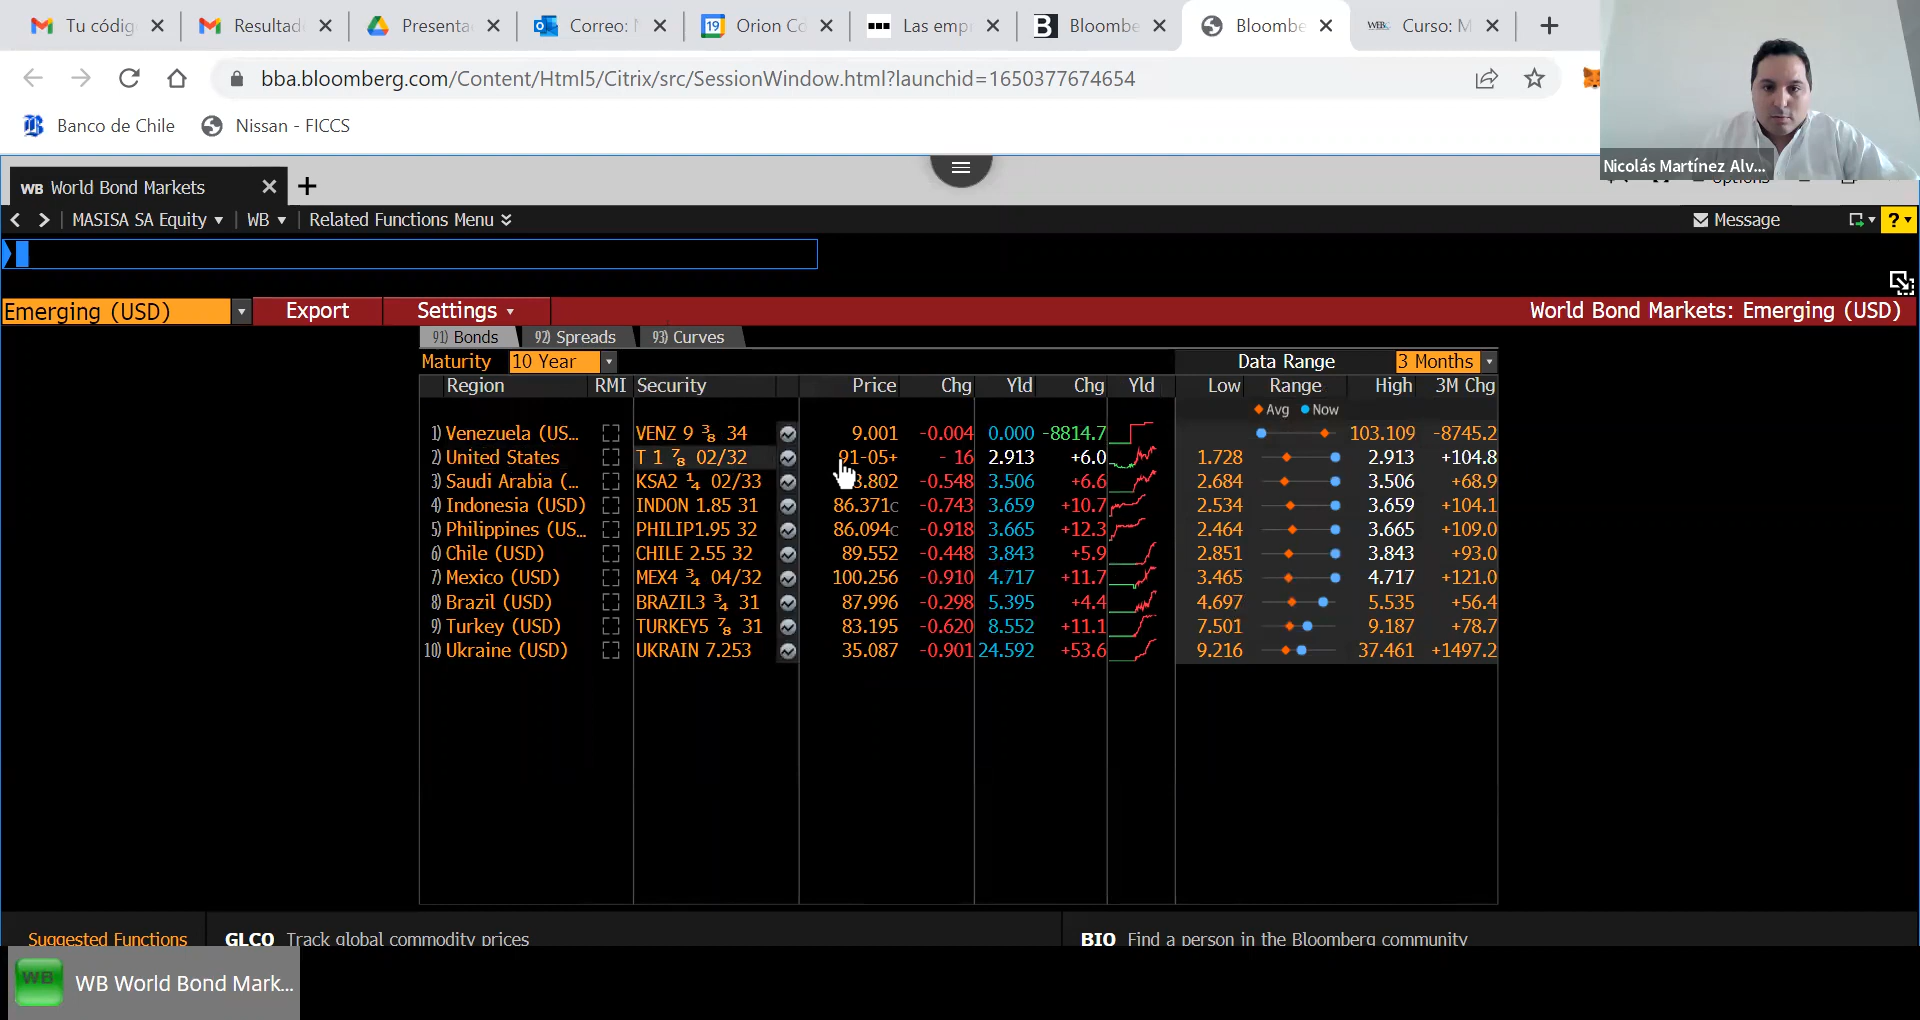 Tu códig Resultad Presenta Correo: N 19 Orion Co Las emp B Bloombe Bloombe WEBC Curso: M
bba.bloomberg.com/Content/Html5/Citrix/src/SessionWindow.html?launchid=1650377674654
Banco de Chile Nissan - FICCS
Nicolás Martínez Alv...
WB World Bond Markets
MASISA SA Equity WB Related Functions Menu Message ?
Emerging (USD) Export Settings World Bond Markets: Emerging (USD)
91) Bonds 92) Spreads 93) Curves
Maturity 10 Year Data Range 3 Months
Region RMI Security Price Chg Yld Chg Yld Low Range High 3M Chg
Avg Now
1) Venezuela (US... VENZ 9 ⅜ 34 9.001 -0.004 0.000 -8814.7 103.109 -8745.2
2) United States T 1 ⅞ 02/32 91-05+ - 16 2.913 +6.0 1.728 2.913 +104.8
3) Saudi Arabia (... KSA2 ¼ 02/33 3.802 -0.548 3.506 +6.6 2.684 3.506 +68.9
4) Indonesia (USD) INDON 1.85 31 86.371C -0.743 3.659 +10.7 2.534 3.659 +104.1
5) Philippines (US... PHILIP1.95 32 86.094C -0.918 3.665 +12.3 2.464 3.665 +109.0
6) Chile (USD) CHILE 2.55 32 89.552 -0.448 3.843 +5.9 2.851 3.843 +93.0
7) Mexico (USD) MEX4 ¾ 04/32 100.256 -0.910 4.717 +11.7 3.465 4.717 +121.0
8) Brazil (USD) BRAZIL3 ¾ 31 87.996 -0.298 5.395 +4.4 4.697 5.535 +56.4
9) Turkey (USD) TURKEY5 ⅞ 31 83.195 -0.620 8.552 +11.1 7.501 9.187 +78.7
10) Ukraine (USD) UKRAIN 7.253 35.087 -0.901 24.592 +53.6 9.216 37.461 +1497.2
Suggested Functions GLCO Track global commodity prices BIO Find a person in the Bloomberg community
WB WB World Bond Mark...